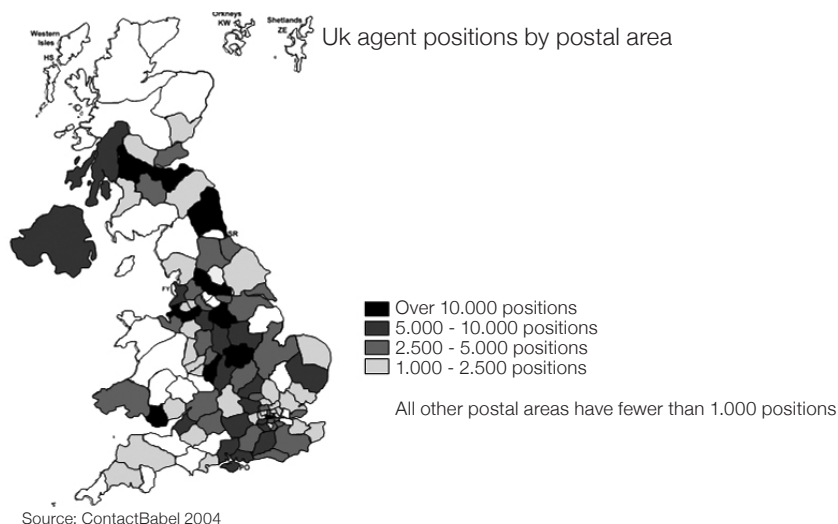 Orkneys
KW
Shetlands
ZE
Western
Isles
HS
Uk agent positions by postal area
SR
FY
PO
Over 10.000 positions
5.000 - 10.000 positions
2.500 - 5.000 positions
1.000 - 2.500 positions
All other postal areas have fewer than 1.000 positions
Source: ContactBabel 2004